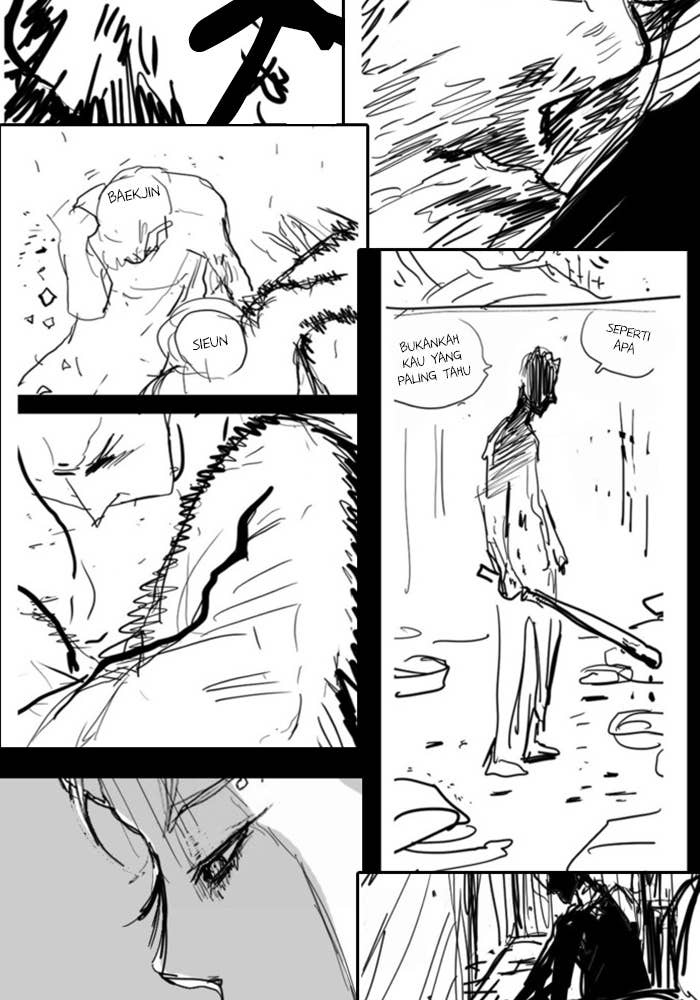 BAEKJIN
SIEUN
SEPERTI
APA
BUKANKAH
KAU YANG
PALING TAHU